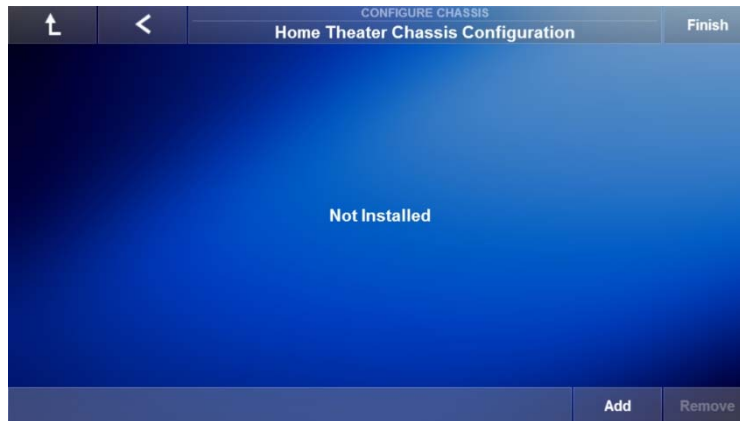 CONFIGURE CHASSIS
Home Theater Chassis Configuration
Finish
Not Installed
Add
Remove